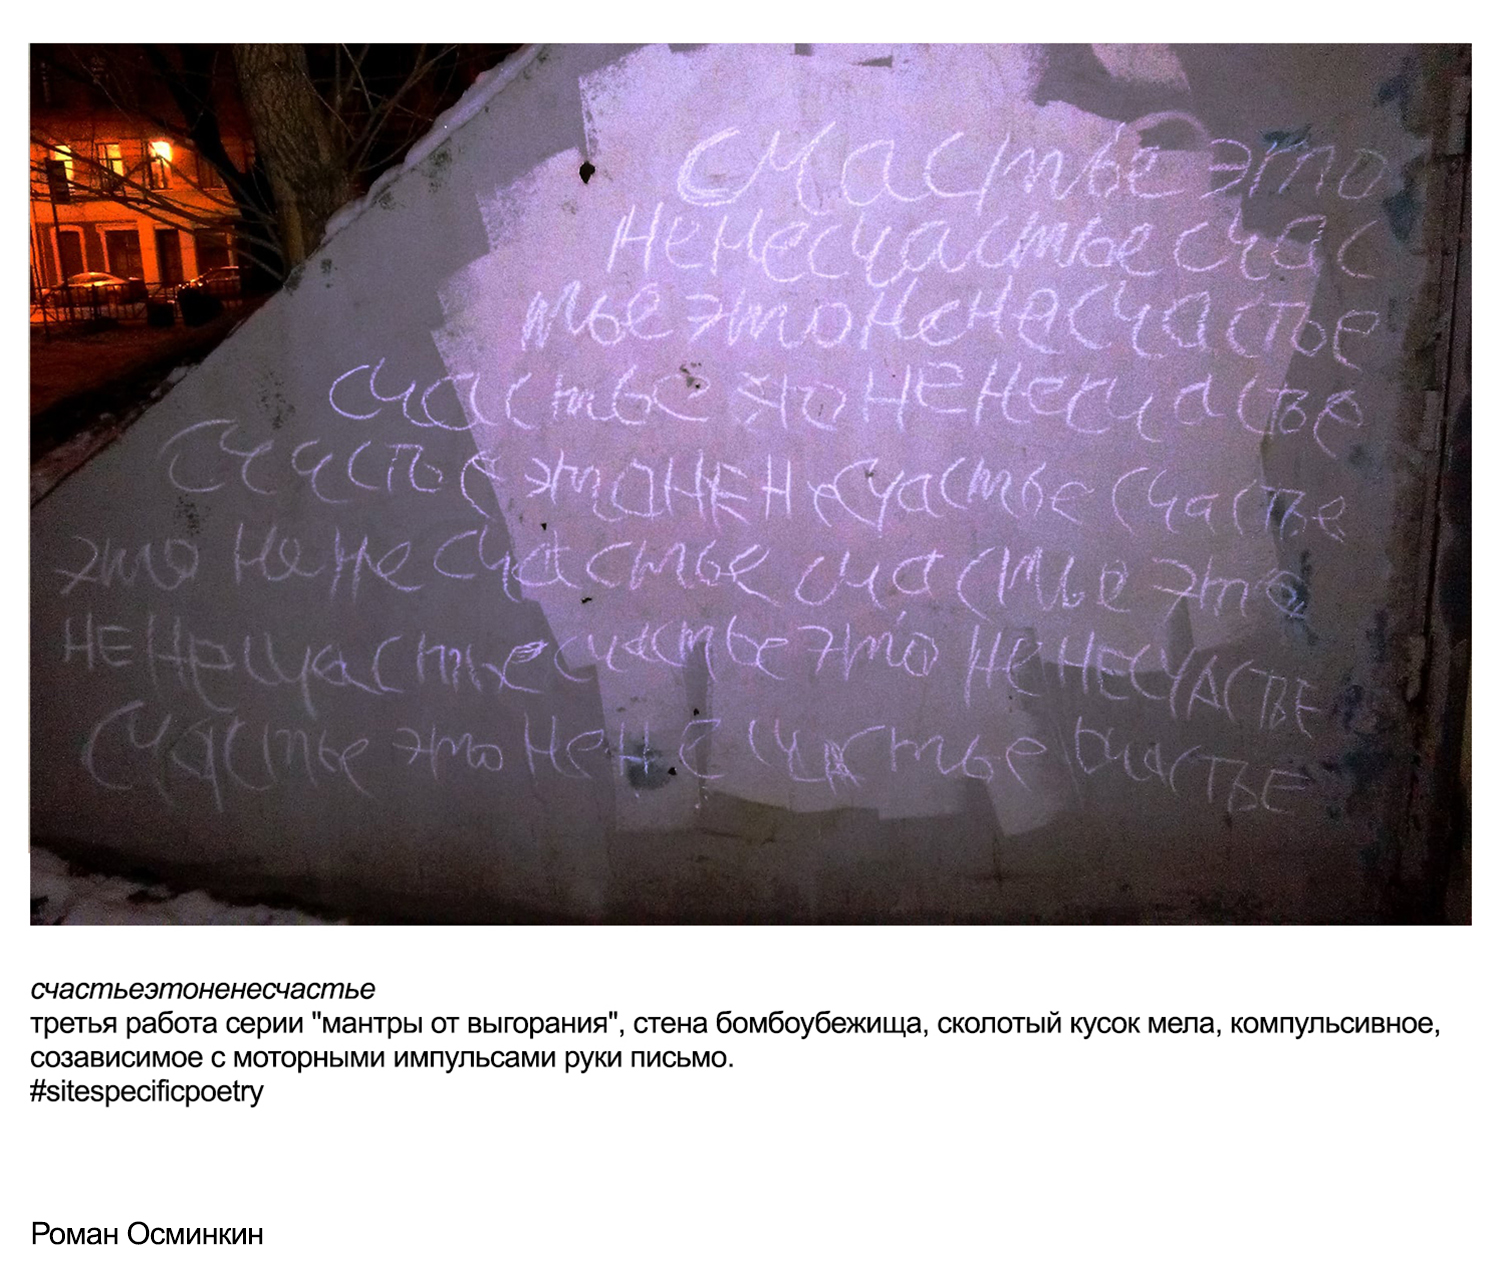 счастье это
ненесчастье счас
тье это не несчастье
счастье это не несчастье
счастье это не несчастье счастье
это не несчастье счастье это
не несчастье счастье это не несчастье
счастье это не несчастье счастье
счастьеэтоненесчастье
третья работа серии "мантры от выгорания", стена бомбоубежища, сколотый кусок мела, компульсивное,
созависимое с моторными импульсами руки письмо.
#sitespecificpoetry
Роман Осминкин